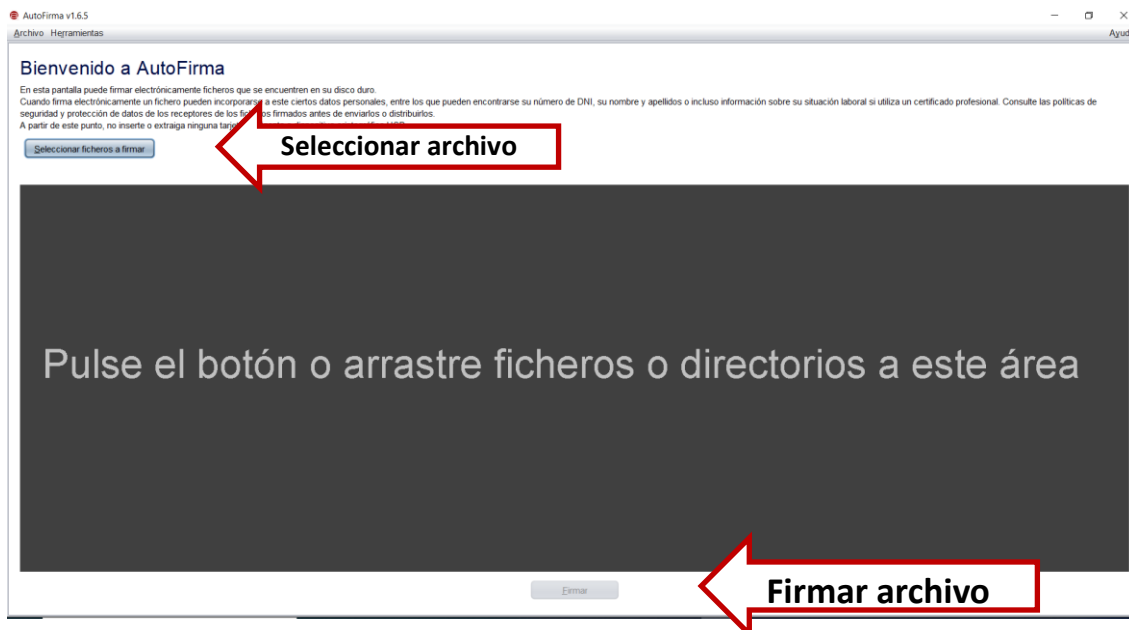 AutoFirma v1.6.5
Archivo Herramientas
Ayud
Bienvenido a AutoFirma
En esta pantalla puede firmar electrónicamente ficheros que se encuentren en su disco duro.
Cuando firma electrónicamente un fichero pueden incorporarse a este ciertos datos personales, entre los que pueden encontrarse su número de DNI, su nombre y apellidos o incluso información sobre su situación laboral si utiliza un certificado profesional. Consulte las políticas de
seguridad y protección de datos de los receptores de los firmados antes de enviarlos o distribuirlos.
A partir de este punto, no inserte o extraiga ninguna
Seleccionar ficheros a firmar
Seleccionar archivo
Pulse el botón o arrastre ficheros o directorios a este área
Firmar
Firmar archivo